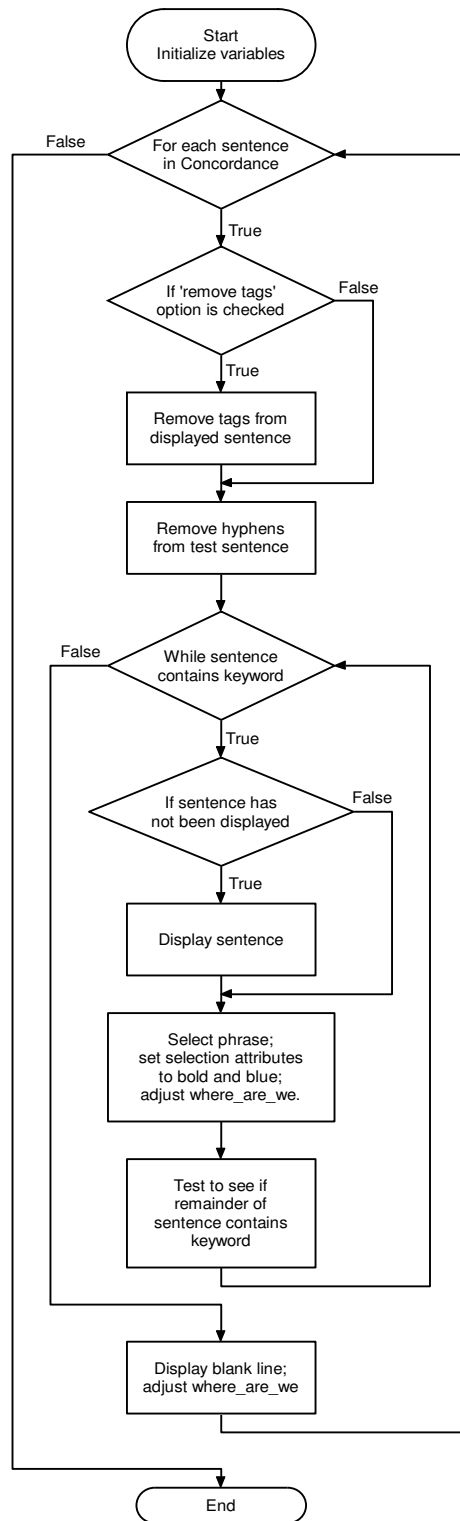 Start
Initialize variables
False
For each sentence
in Concordance
True
If 'remove tags'
option is checked
False
True
Remove tags from
displayed sentence
Remove hyphens
from test sentence
False
While sentence
contains keyword
True
If sentence has
not been displayed
False
True
Display sentence
Select phrase;
set selection attributes
to bold and blue;
adjust where_are_we.
Test to see if
remainder of
sentence contains
keyword
Display blank line;
adjust where_are_we
End